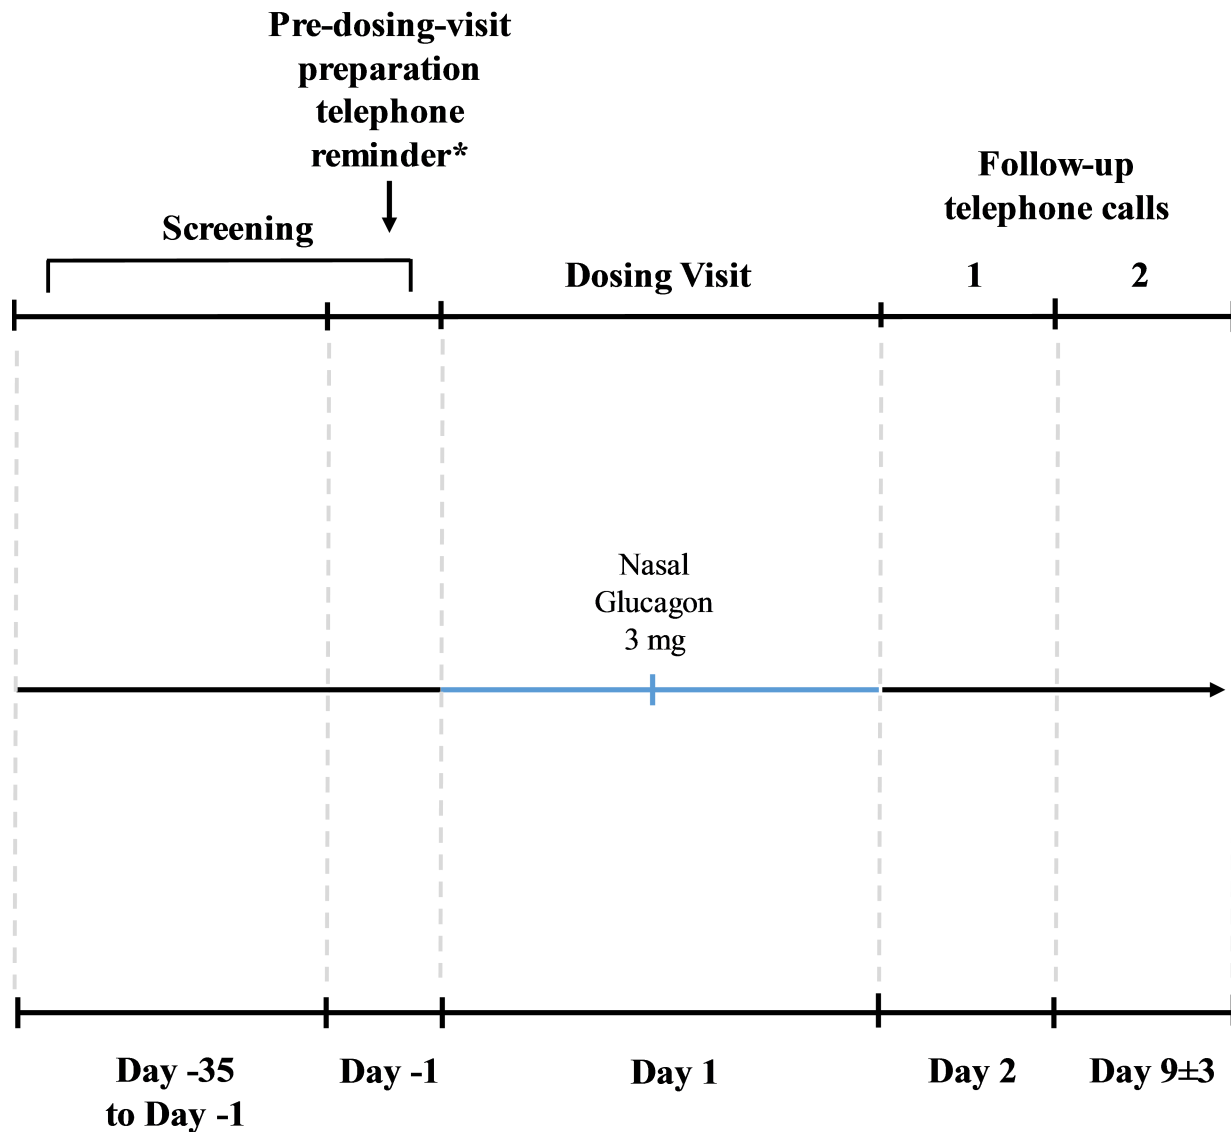 Pre-dosing-visit
preparation
telephone
reminder*
Screening
Follow-up
telephone calls
Dosing Visit
1
2
Nasal
Glucagon
3 mg
Day -35
to Day -1
Day -1
Day 1
Day 2
Day 9±3